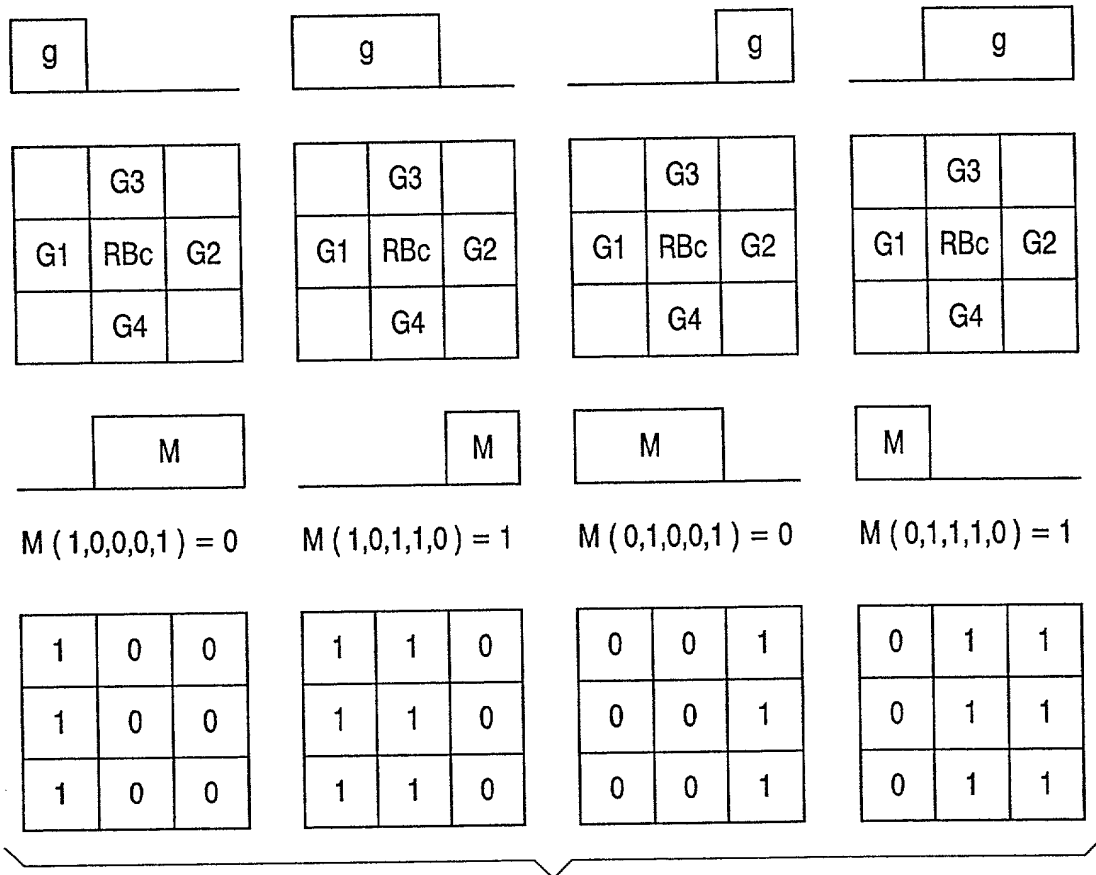 g g g g
G3 G3 G3 G3
G1 RBc G2 G1 RBc G2 G1 RBc G2 G1 RBc G2
G4 G4 G4 G4
M M M M
M ( 1,0,0,0,1 ) = 0 M ( 1,0,1,1,0 ) = 1 M ( 0,1,0,0,1 ) = 0 M ( 0,1,1,1,0 ) = 1
1 0 0 1 1 0 0 0 1 0 1 1
1 0 0 1 1 0 0 0 1 0 1 1
1 0 0 1 1 0 0 0 1 0 1 1